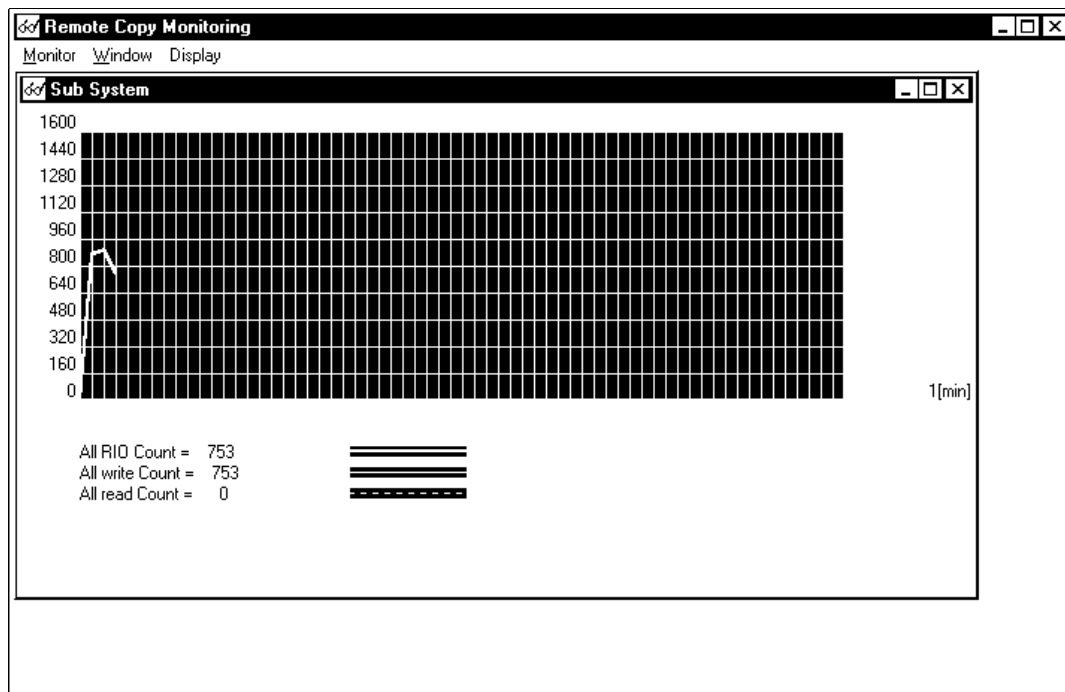 Remote Copy Monitoring
Monitor Window Display
Sub System
1600
1440
1280
1120
960
800
640
480
320
160
0
1[min]
All RIO Count = 753
All write Count = 753
All read Count = 0